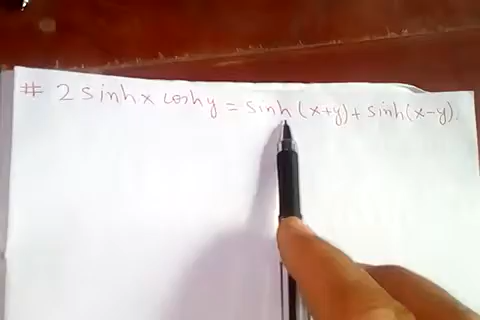 # 2 sinhx coshy = sinh(x+y) + sinh(x-y).